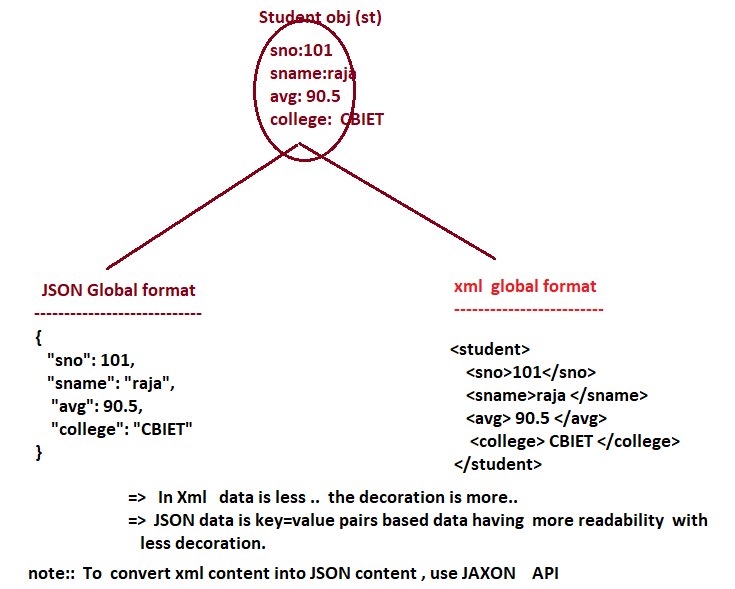 Student obj (st)
sno:101
sname:raja
avg: 90.5
college: CBIET
JSON Global format
----------------------------
{
"sno": 101,
"sname": "raja",
"avg": 90.5,
"college": "CBIET"
}
xml global format
-------------------------
<student>
<sno>101</sno>
<sname>raja </sname>
<avg> 90.5 </avg>
<college> CBIET </college>
</student>
=> In Xml data is less .. the decoration is more..
=> JSON data is key=value pairs based data having more readability with
less decoration.
note:: To convert xml content into JSON content , use JAXON API